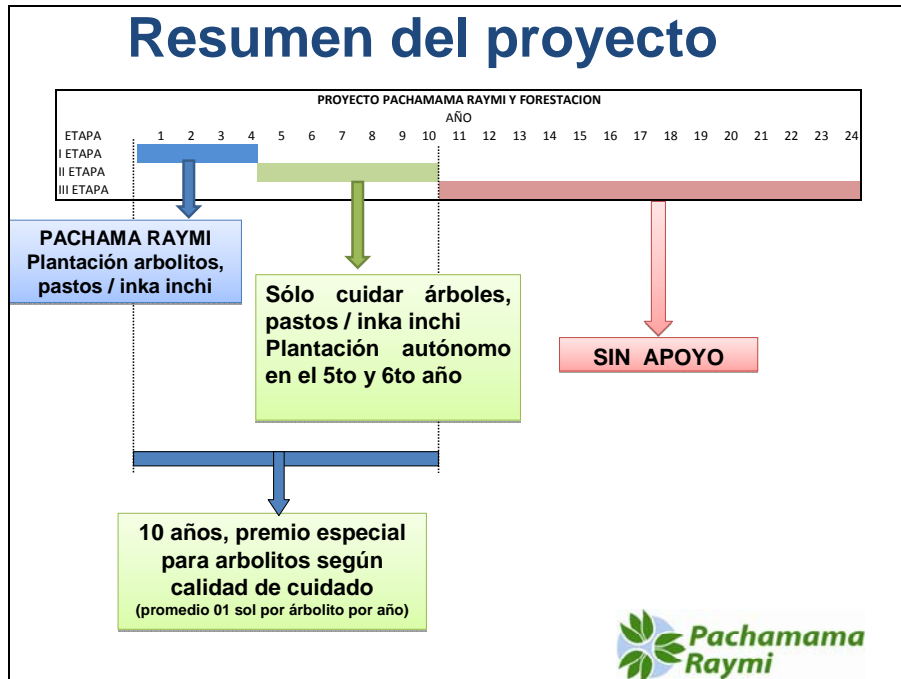 Resumen del proyecto
PROYECTO PACHAMAMA RAYMI Y FORESTACION
AÑO
ETAPA 1 2 3 4 5 6 7 8 9 10 11 12 13 14 15 16 17 18 19 20 21 22 23 24
I ETAPA
II ETAPA
III ETAPA
PACHAMA RAYMI
Plantación arbolitos,
pastos / inka inchi
Sólo cuidar árboles,
pastos / inka inchi
Plantación autónomo
en el 5to y 6to año
SIN APOYO
10 años, premio especial
para arbolitos según
calidad de cuidado
(promedio 01 sol por árbolito por año)
Pachamama
Raymi